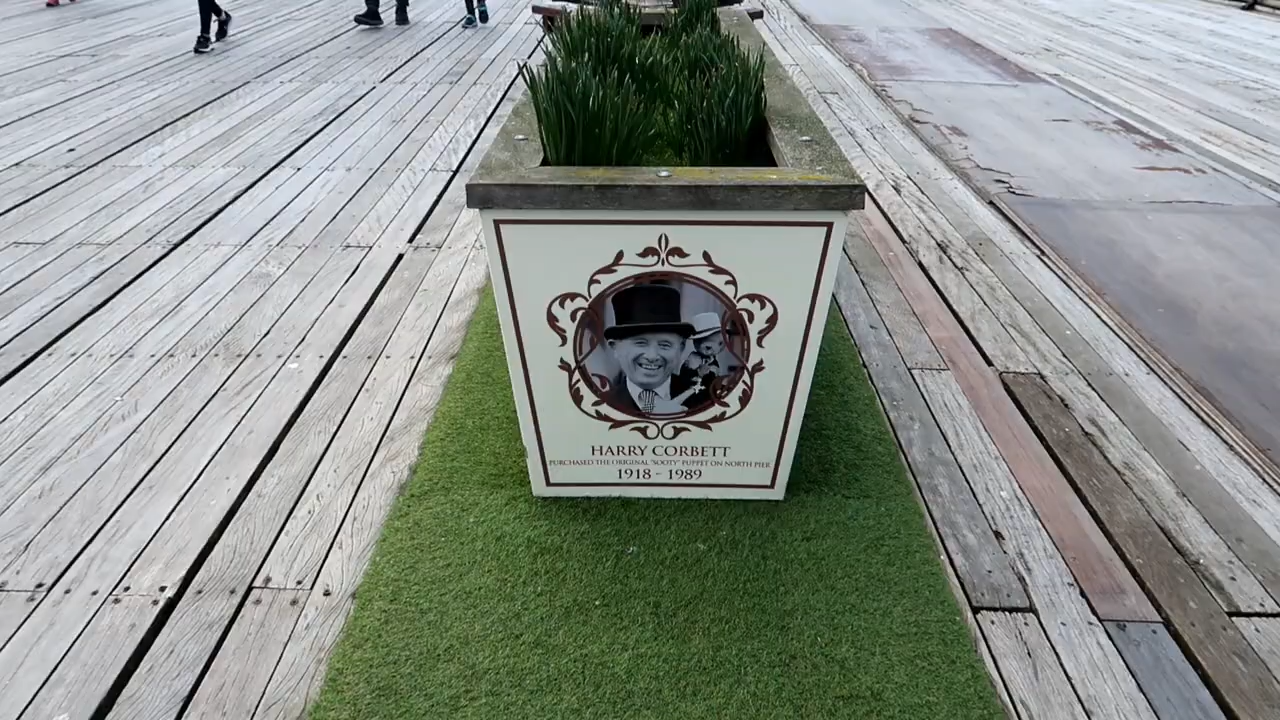 HARRY CORBETT
PURCHASED THE ORIGINAL "SOOTY" PUPPET ON NORTH PIER
1918 - 1989